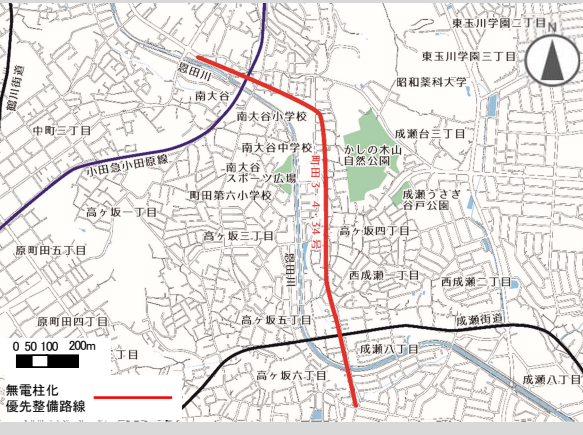 東玉川学園二丁目
N
東玉川学園三丁目
鶴川街道
恩田川
昭和薬科大学
南大谷
南大谷小学校
中町三丁目
成瀬台三丁目
南大谷中学校
かしの木山
自然公園
小田急小田原線
南大谷
スポーツ広場
町田3・4・34号
町田第六小学校
成瀬うさぎ
谷戸公園
高ヶ坂一丁目
高ヶ坂三丁目
高ヶ坂四丁目
原町田五丁目
恩田川
西成瀬一丁目
西成瀬二丁目
原町田四丁目
高ヶ坂五丁目
成瀬街道
0 50 100 200m
丁目
成瀬八丁目
高ヶ坂六丁目
成瀬八丁目
無電柱化
優先整備路線